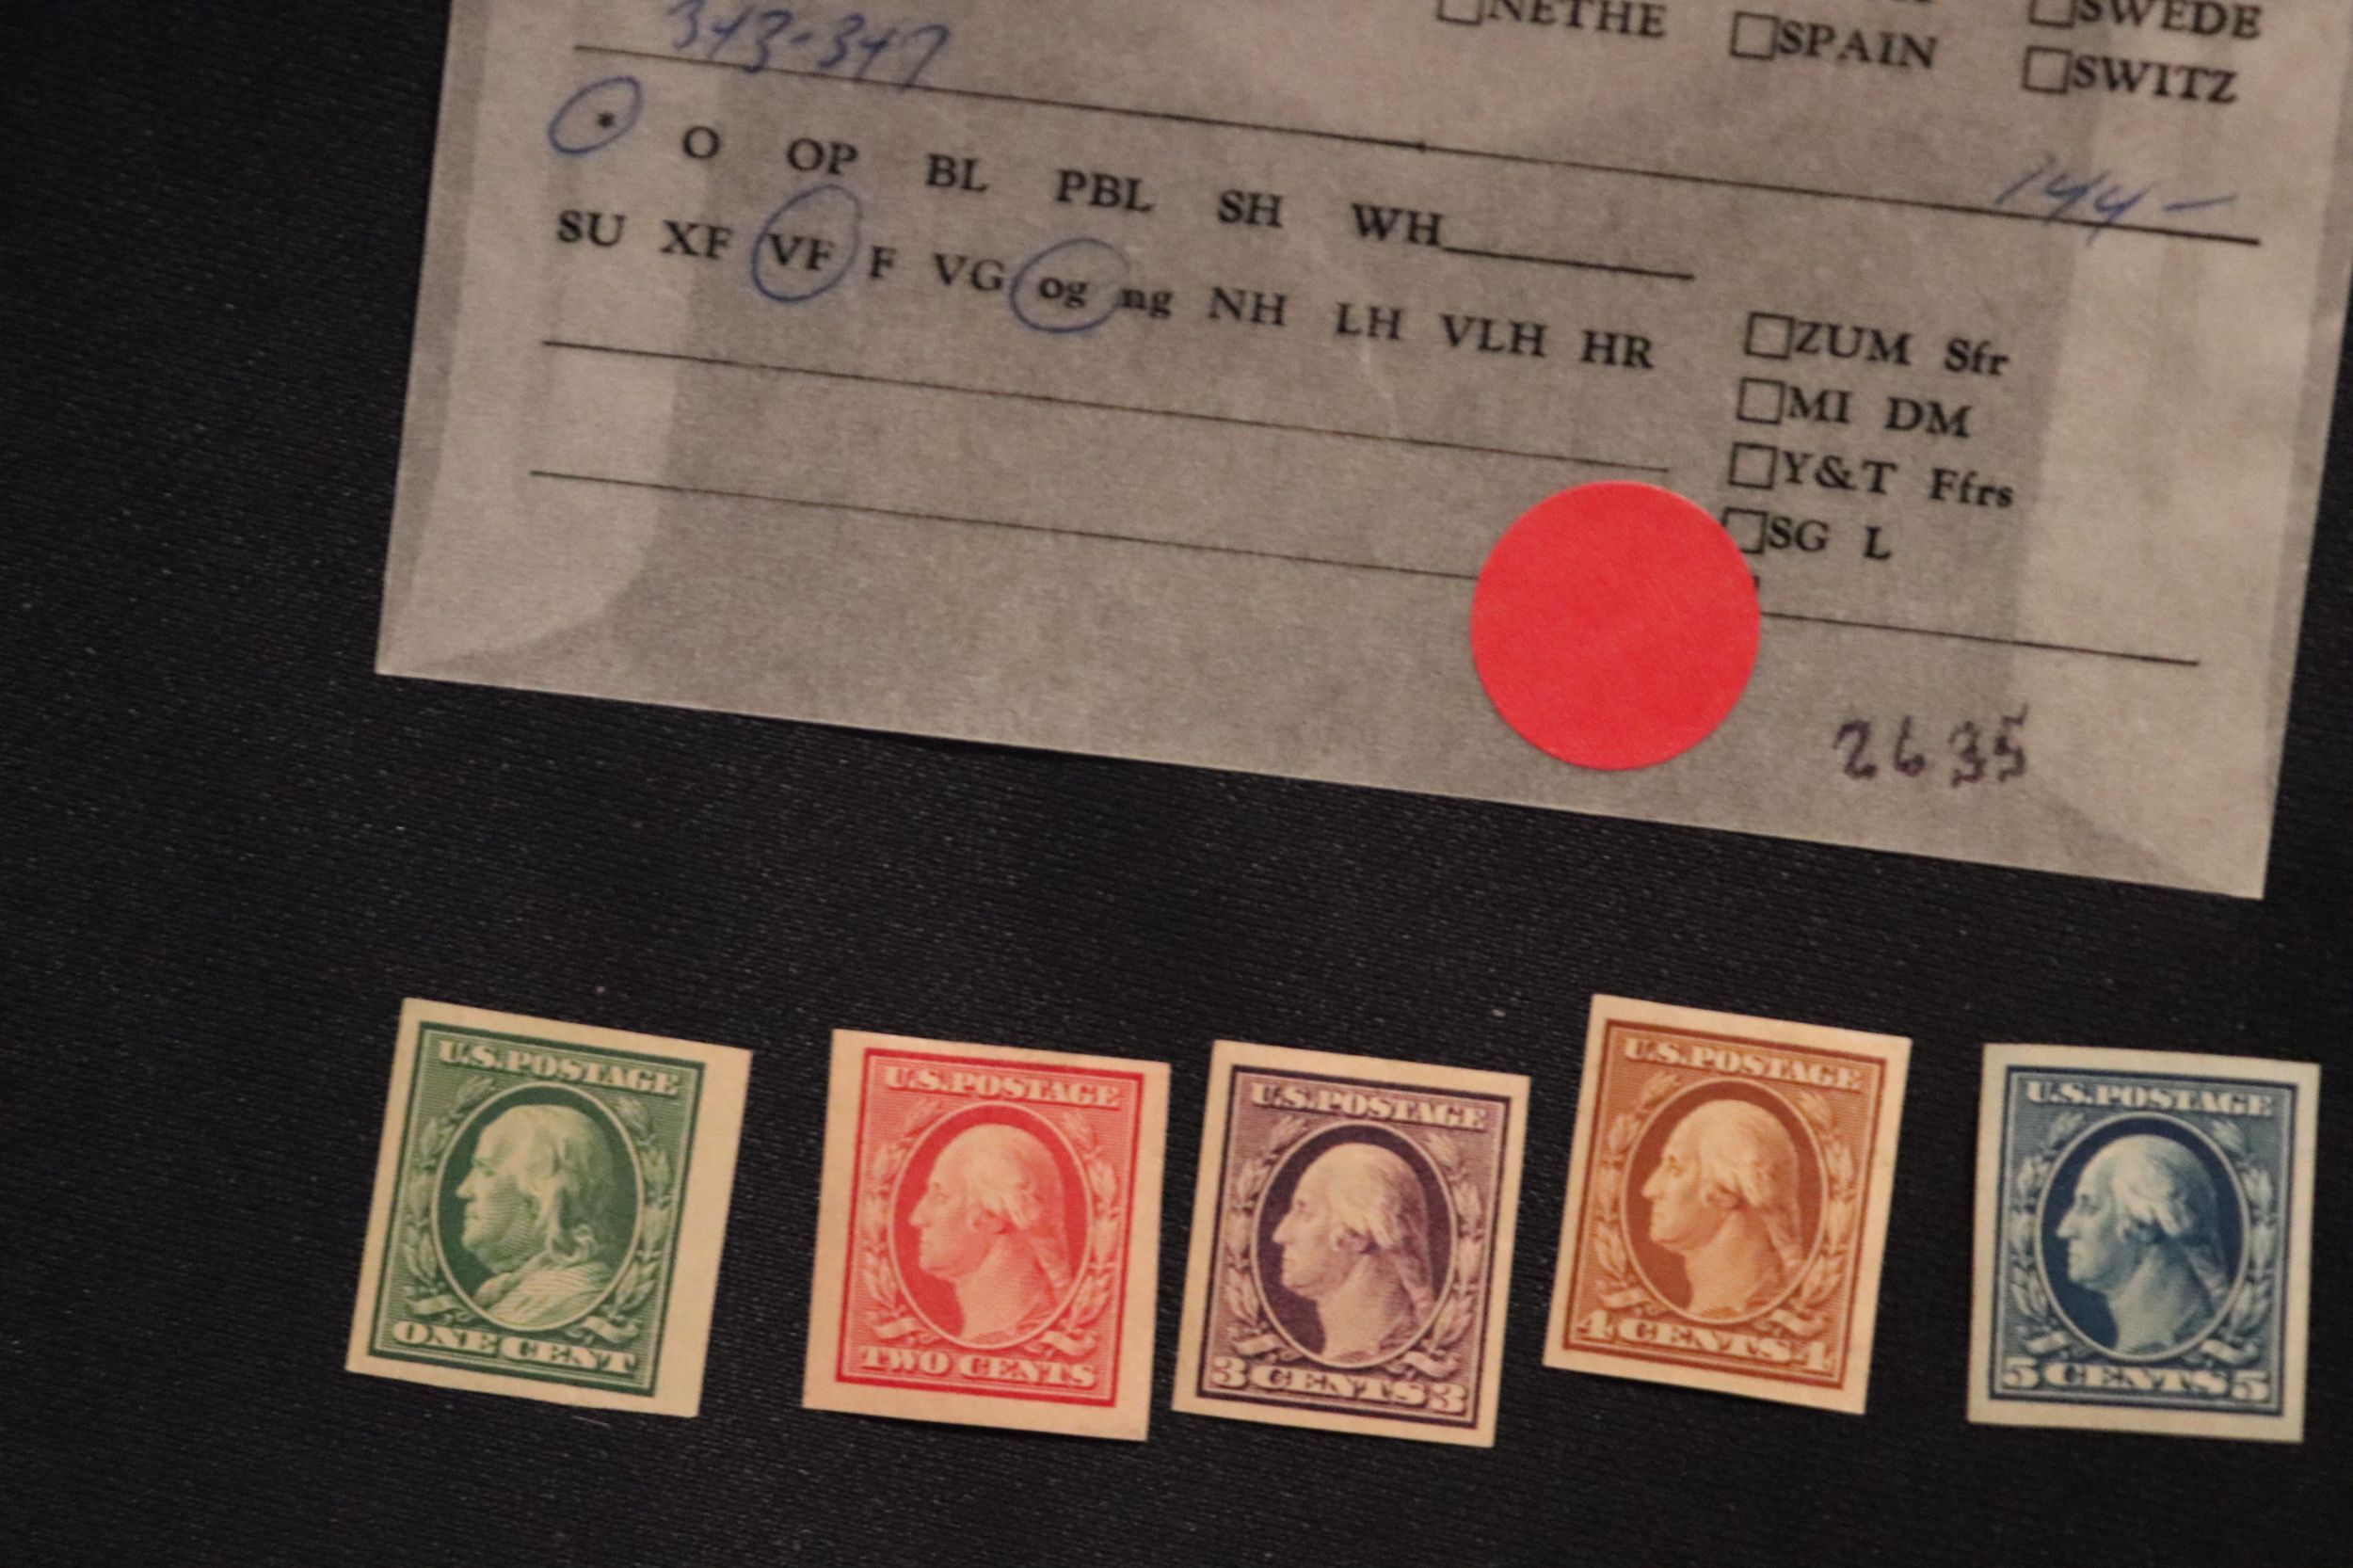 343-347
☐NETHE ☐SPAIN ☐SWEDE
☐SWITZ
144-
* O OP BL PBL SH WH
SU XF VF F VG og ng NH LH VLH HR
☐ZUM Sfr
☐MI DM
☐Y&T Ffrs
☐SG L
2635
U.S.POSTAGE
ONE CENT
U.S.POSTAGE
TWO CENTS
U.S.POSTAGE
3 CENTS 3
U.S.POSTAGE
4 CENTS 4
U.S.POSTAGE
5 CENTS 5